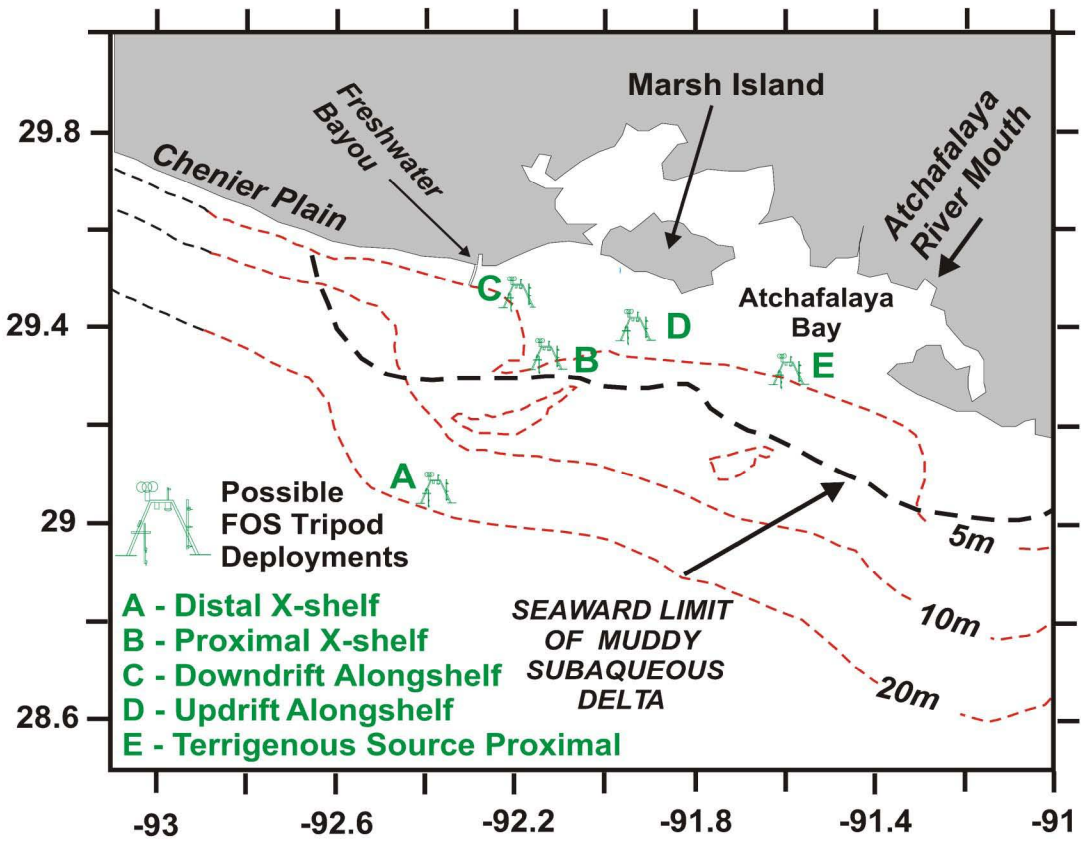 Marsh Island
Freshwater
Bayou
Atchafalaya
River Mouth
29.8
Chenier Plain
C
Atchafalaya
Bay
29.4
D
B
E
A
Possible
FOS Tripod
Deployments
29
5m
A - Distal X-shelf
B - Proximal X-shelf
C - Downdrift Alongshelf
D - Updrift Alongshelf
E - Terrigenous Source Proximal
SEAWARD LIMIT
OF MUDDY
SUBAQUEOUS
DELTA
10m
20m
28.6
-93 -92.6 -92.2 -91.8 -91.4 -91